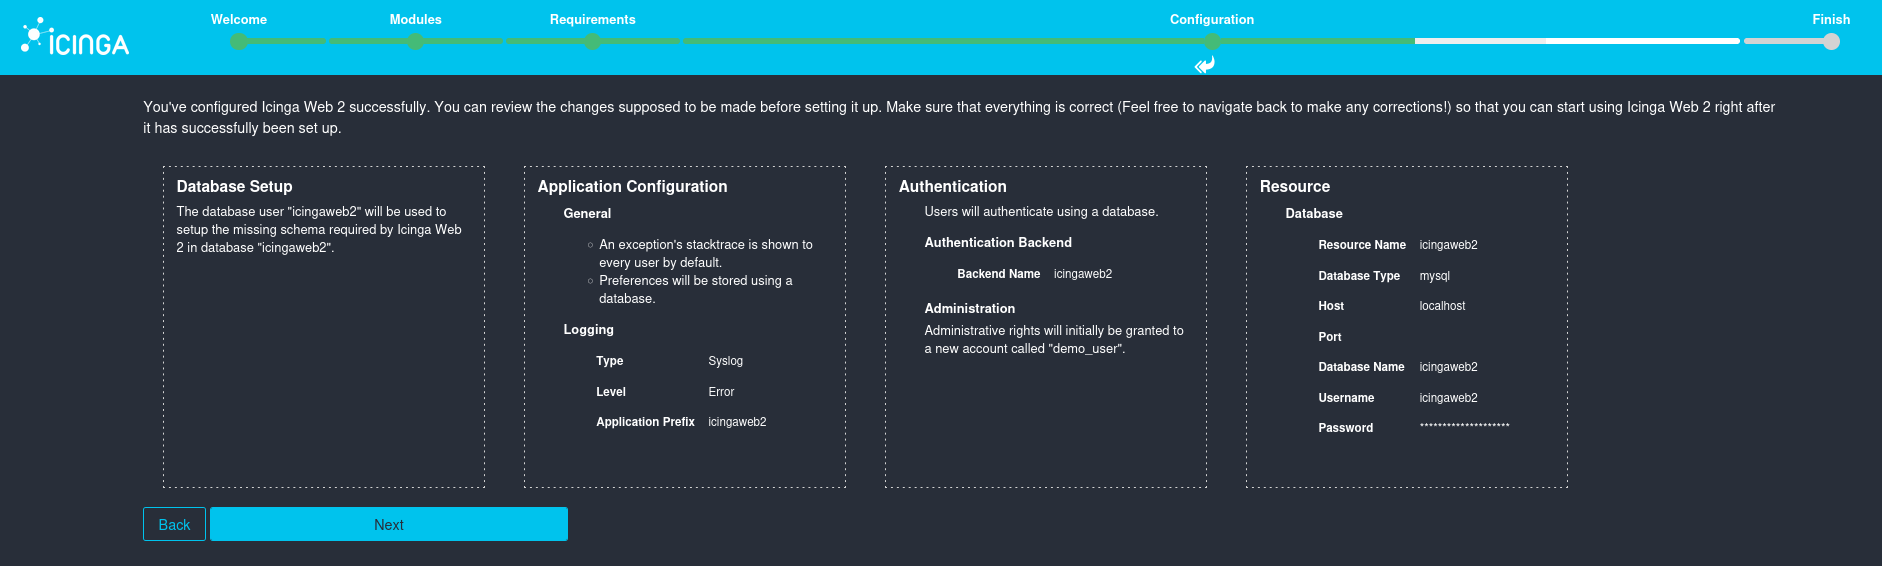 Welcome Modules Requirements Configuration Finish
ICINGA
You've configured Icinga Web 2 successfully. You can review the changes supposed to be made before setting it up. Make sure that everything is correct (Feel free to navigate back to make any corrections!) so that you can start using Icinga Web 2 right after
it has successfully been set up.
Database Setup
The database user "icingaweb2" will be used to
setup the missing schema required by Icinga Web
2 in database "icingaweb2".
Application Configuration
General
○ An exception's stacktrace is shown to
every user by default.
○ Preferences will be stored using a
database.
Logging
Type Syslog
Level Error
Application Prefix icingaweb2
Authentication
Users will authenticate using a database.
Authentication Backend
Backend Name icingaweb2
Administration
Administrative rights will initially be granted to
a new account called "demo_user".
Resource
Database
Resource Name icingaweb2
Database Type mysql
Host localhost
Port
Database Name icingaweb2
Username icingaweb2
Password *******************
Back Next